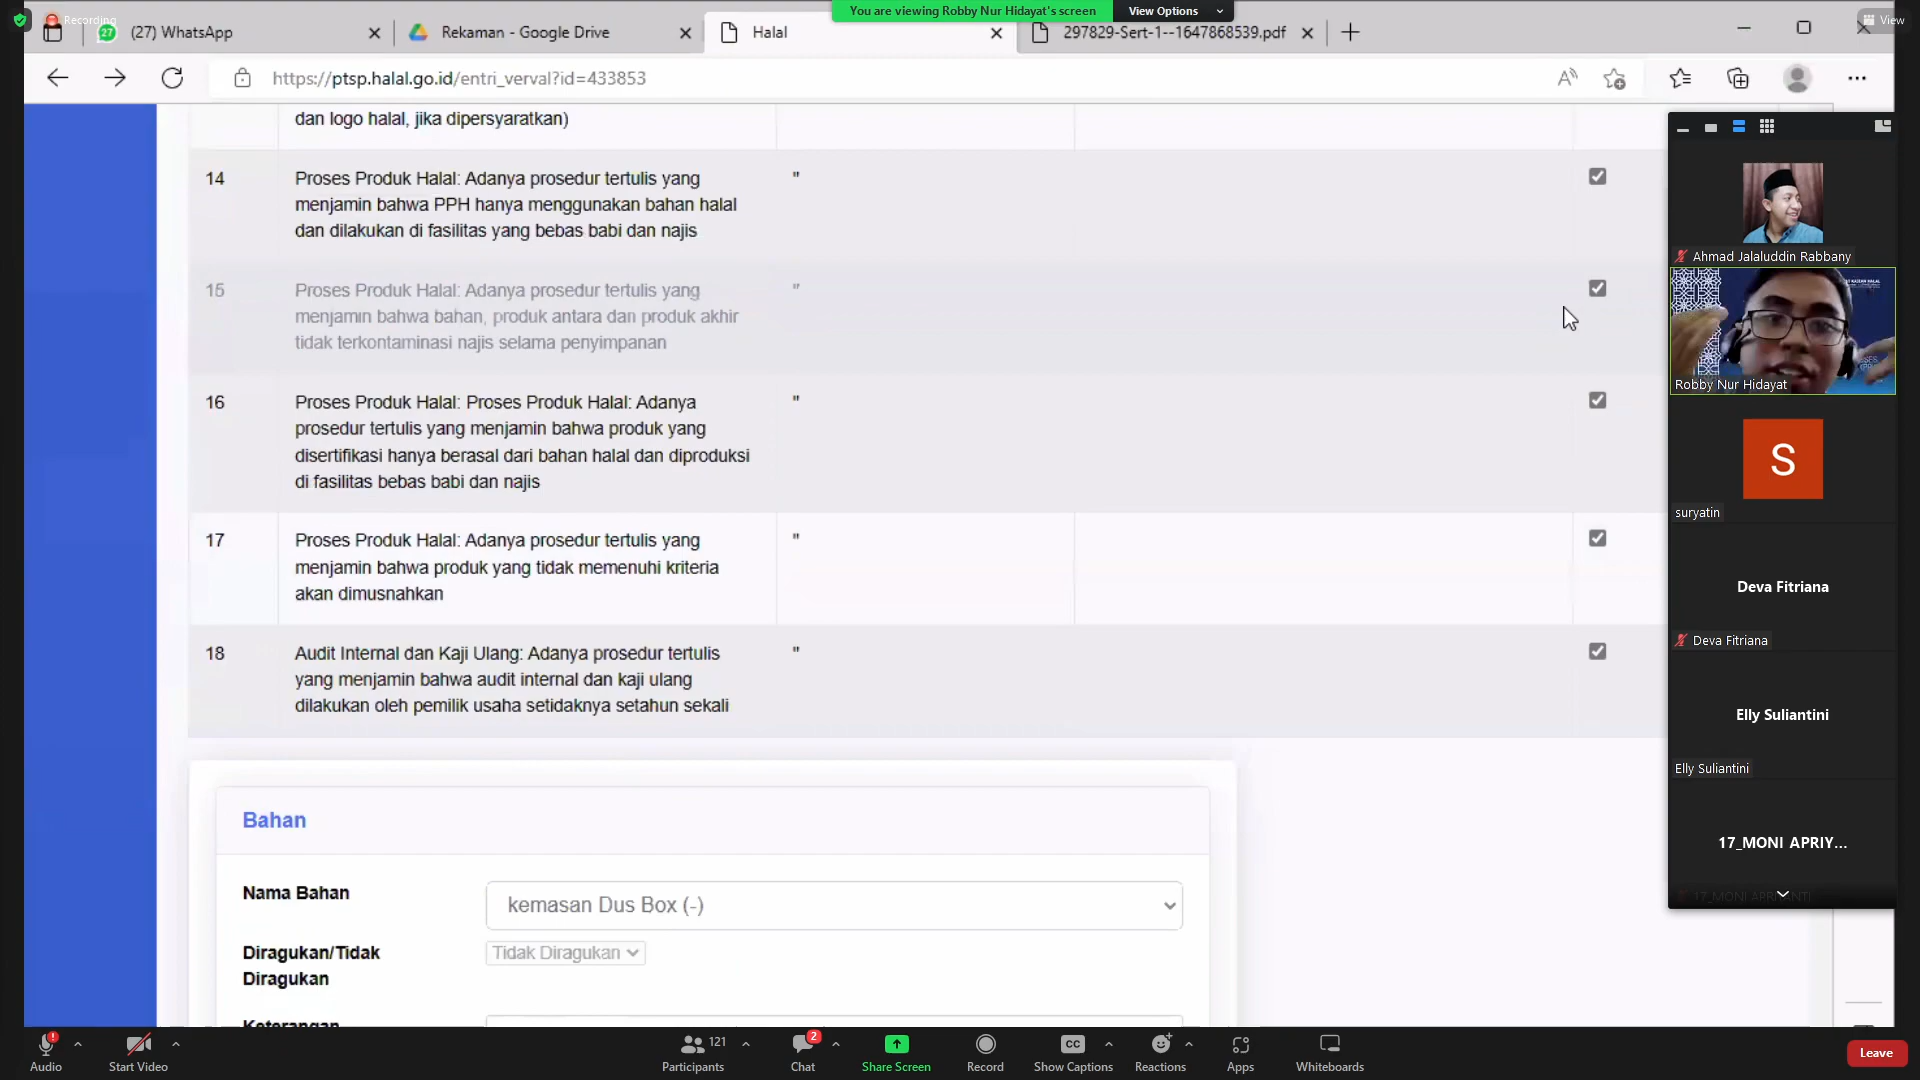 Recording
(27) WhatsApp
Rekaman - Google Drive
Halal
297829-Sert-1--1647868539.pdf
You are viewing Robby Nur Hidayat's screen
View Options
View
https://ptsp.halal.go.id/entri_verval?id=433853
dan logo halal, jika dipersyaratkan)
14
Proses Produk Halal: Adanya prosedur tertulis yang
menjamin bahwa PPH hanya menggunakan bahan halal
dan dilakukan di fasilitas yang bebas babi dan najis
"
15
Proses Produk Halal: Adanya prosedur tertulis yang
menjamin bahwa bahan, produk antara dan produk akhir
tidak terkontaminasi najis selama penyimpanan
"
16
Proses Produk Halal: Proses Produk Halal: Adanya
prosedur tertulis yang menjamin bahwa produk yang
disertifikasi hanya berasal dari bahan halal dan diproduksi
di fasilitas bebas babi dan najis
"
17
Proses Produk Halal: Adanya prosedur tertulis yang
menjamin bahwa produk yang tidak memenuhi kriteria
akan dimusnahkan
"
18
Audit Internal dan Kaji Ulang: Adanya prosedur tertulis
yang menjamin bahwa audit internal dan kaji ulang
dilakukan oleh pemilik usaha setidaknya setahun sekali
"
Bahan
Nama Bahan
kemasan Dus Box (-)
Diragukan/Tidak
Diragukan
Tidak Diragukan
Keterangan
Ahmad Jalaluddin Rabbany
Robby Nur Hidayat
S
suryatin
Deva Fitriana
Deva Fitriana
Elly Suliantini
Elly Suliantini
17_MONI APRIY...
17_MONI APRIYANTI
Audio
Start Video
121
Participants
2
Chat
Share Screen
Record
CC
Show Captions
Reactions
Apps
Whiteboards
Leave